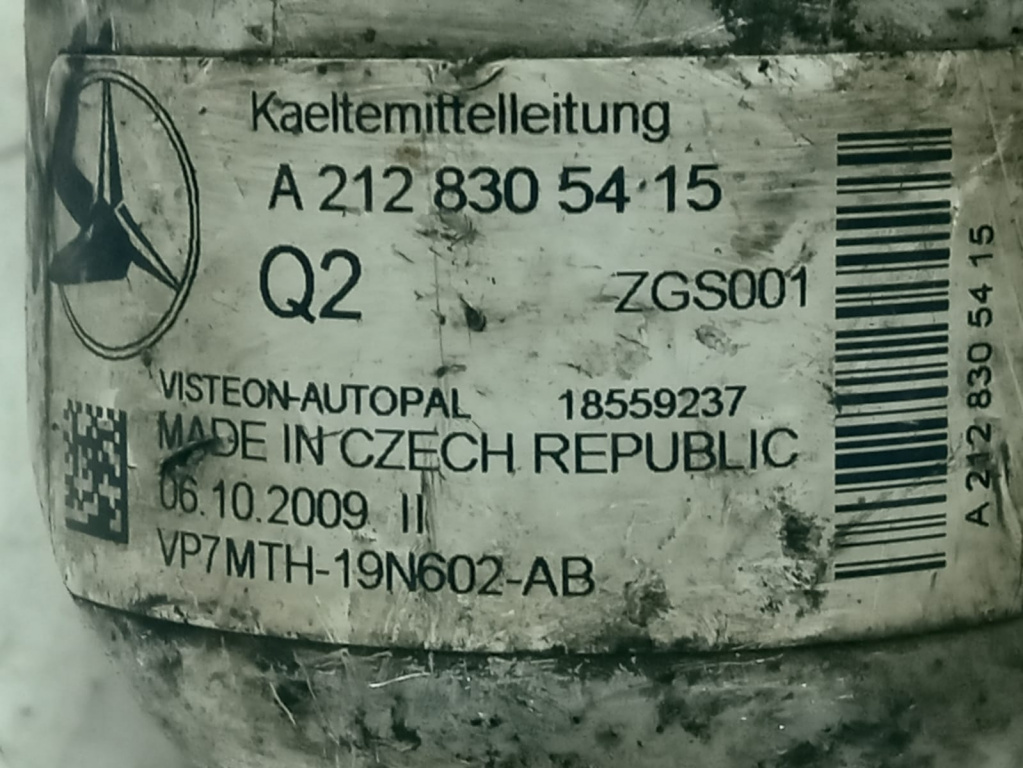 Kaeltemittelleitung
A 212 830 54 15
Q2 ZGS001
VISTEON-AUTOPAL 18559237
MADE IN CZECH REPUBLIC
06.10.2009 II
VP7MTH-19N602-AB
A 212 830 54 15